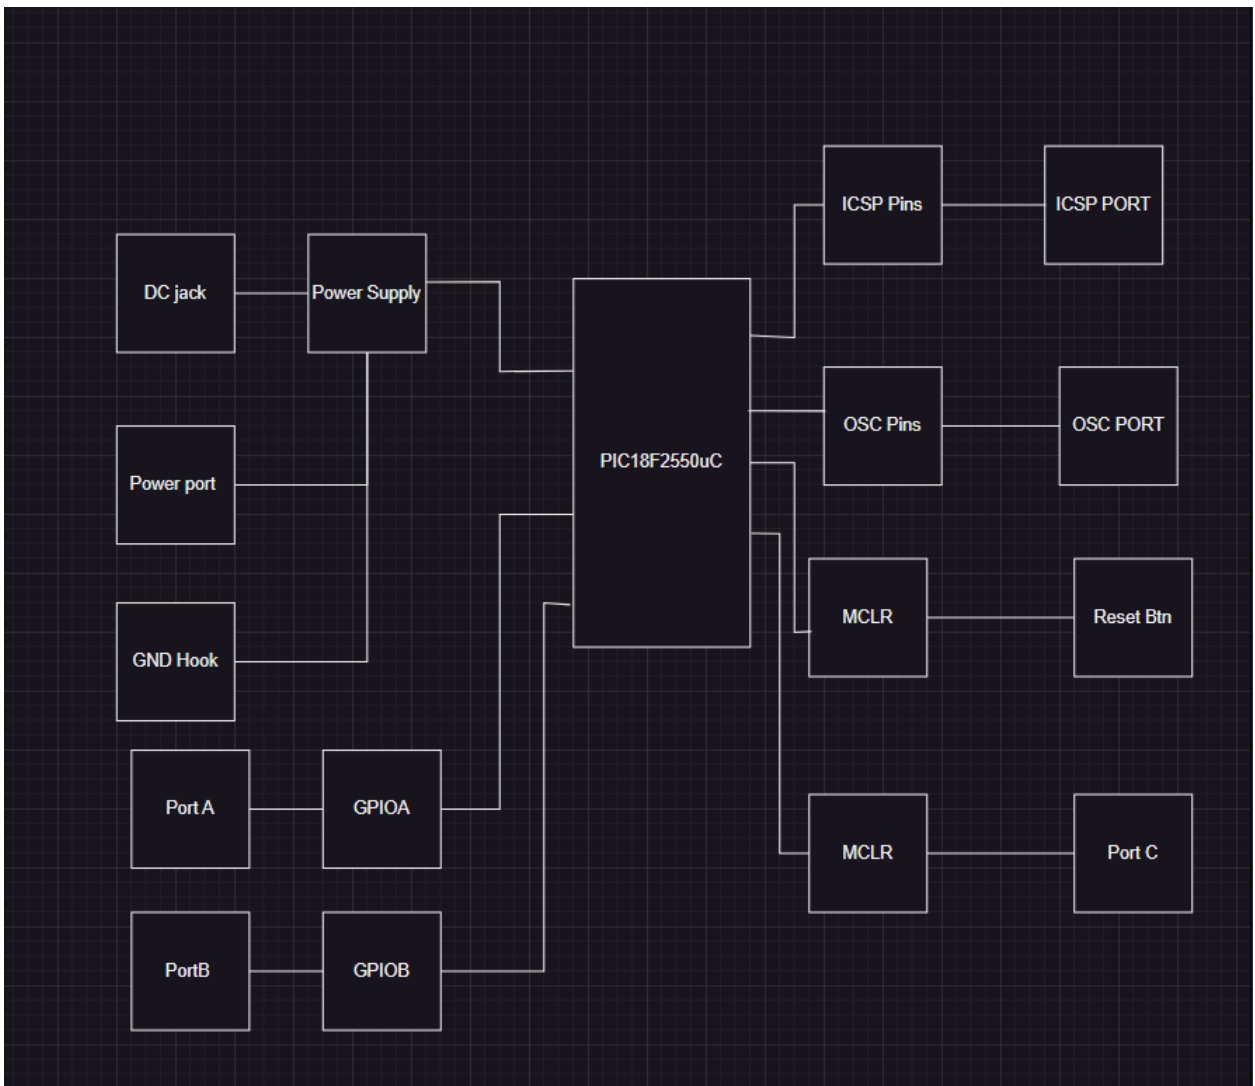 ICSP Pins
ICSP PORT
DC jack
Power Supply
OSC Pins
OSC PORT
PIC18F2550uC
Power port
MCLR
Reset Btn
GND Hook
Port A
GPIOA
MCLR
Port C
PortB
GPIOB